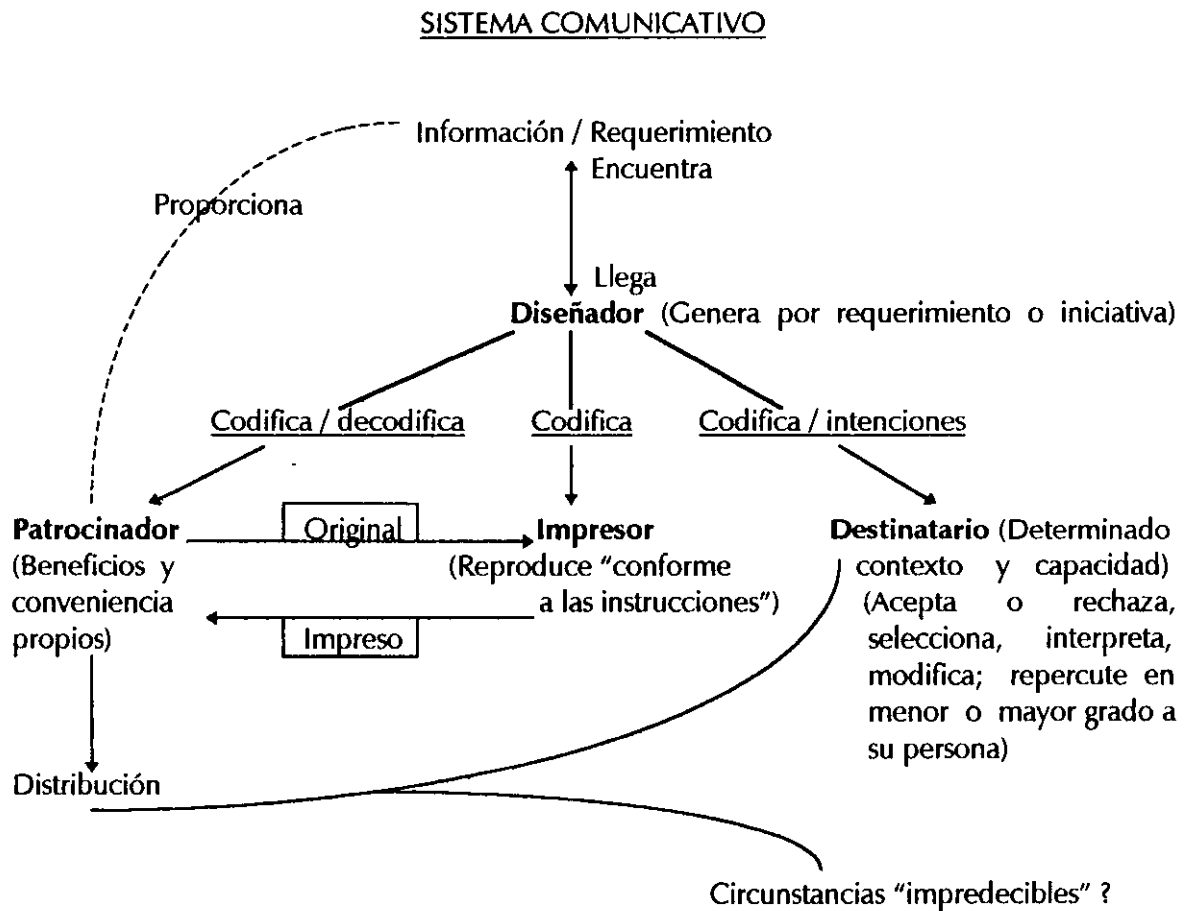 SISTEMA COMUNICATIVO
Información / Requerimiento
Encuentra
Proporciona
Llega
Diseñador (Genera por requerimiento o iniciativa)
Codifica / decodifica
Codifica
Codifica / intenciones
Patrocinador
(Beneficios y
conveniencia
propios)
Original
Impreso
Impresor
(Reproduce "conforme
a las instrucciones")
Destinatario (Determinado
contexto y capacidad)
(Acepta o rechaza,
selecciona, interpreta,
modifica; repercute en
menor o mayor grado a
su persona)
Distribución
Circunstancias "impredecibles" ?